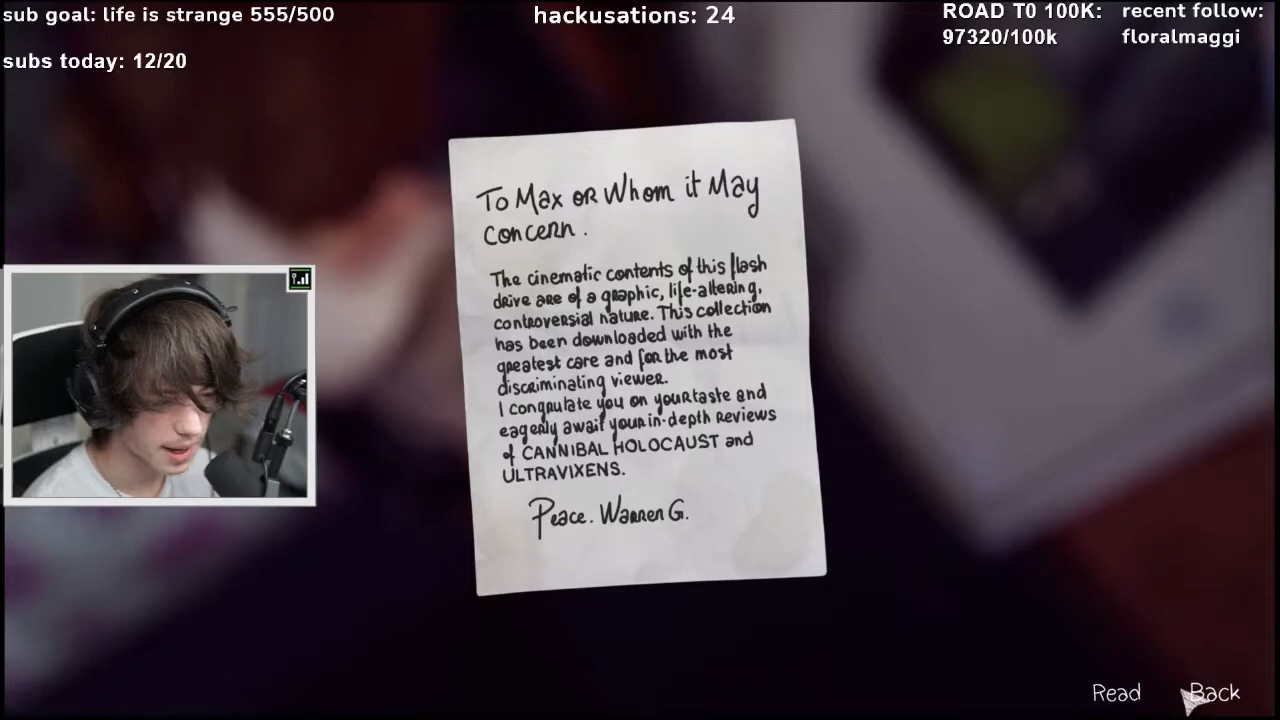 sub goal: life is strange 555/500
subs today: 12/20
hackusations: 24
ROAD T0 100K:
97320/100k
recent follow:
floralmaggi
To Max or Whom it May
Concern.
The cinematic contents of this flash
drive are of a graphic, life-altering,
controversial nature. This collection
has been downloaded with the
greatest care and for the most
discriminating viewer.
I congrulate you on your taste and
eagerly await your in-depth reviews
of CANNIBAL HOLOCAUST and
ULTRAVIXENS.
Peace. Warren G.
Read
Back